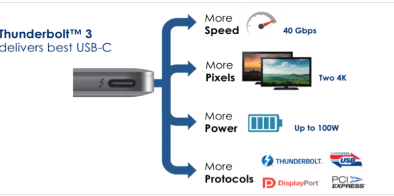 Thunderbolt™ 3
delivers best USB-C
More
Speed
40 Gbps
More
Pixels
Two 4K
More
Power
Up to 100W
More
Protocols
THUNDERBOLT.
USB
DisplayPort
PCI
EXPRESS